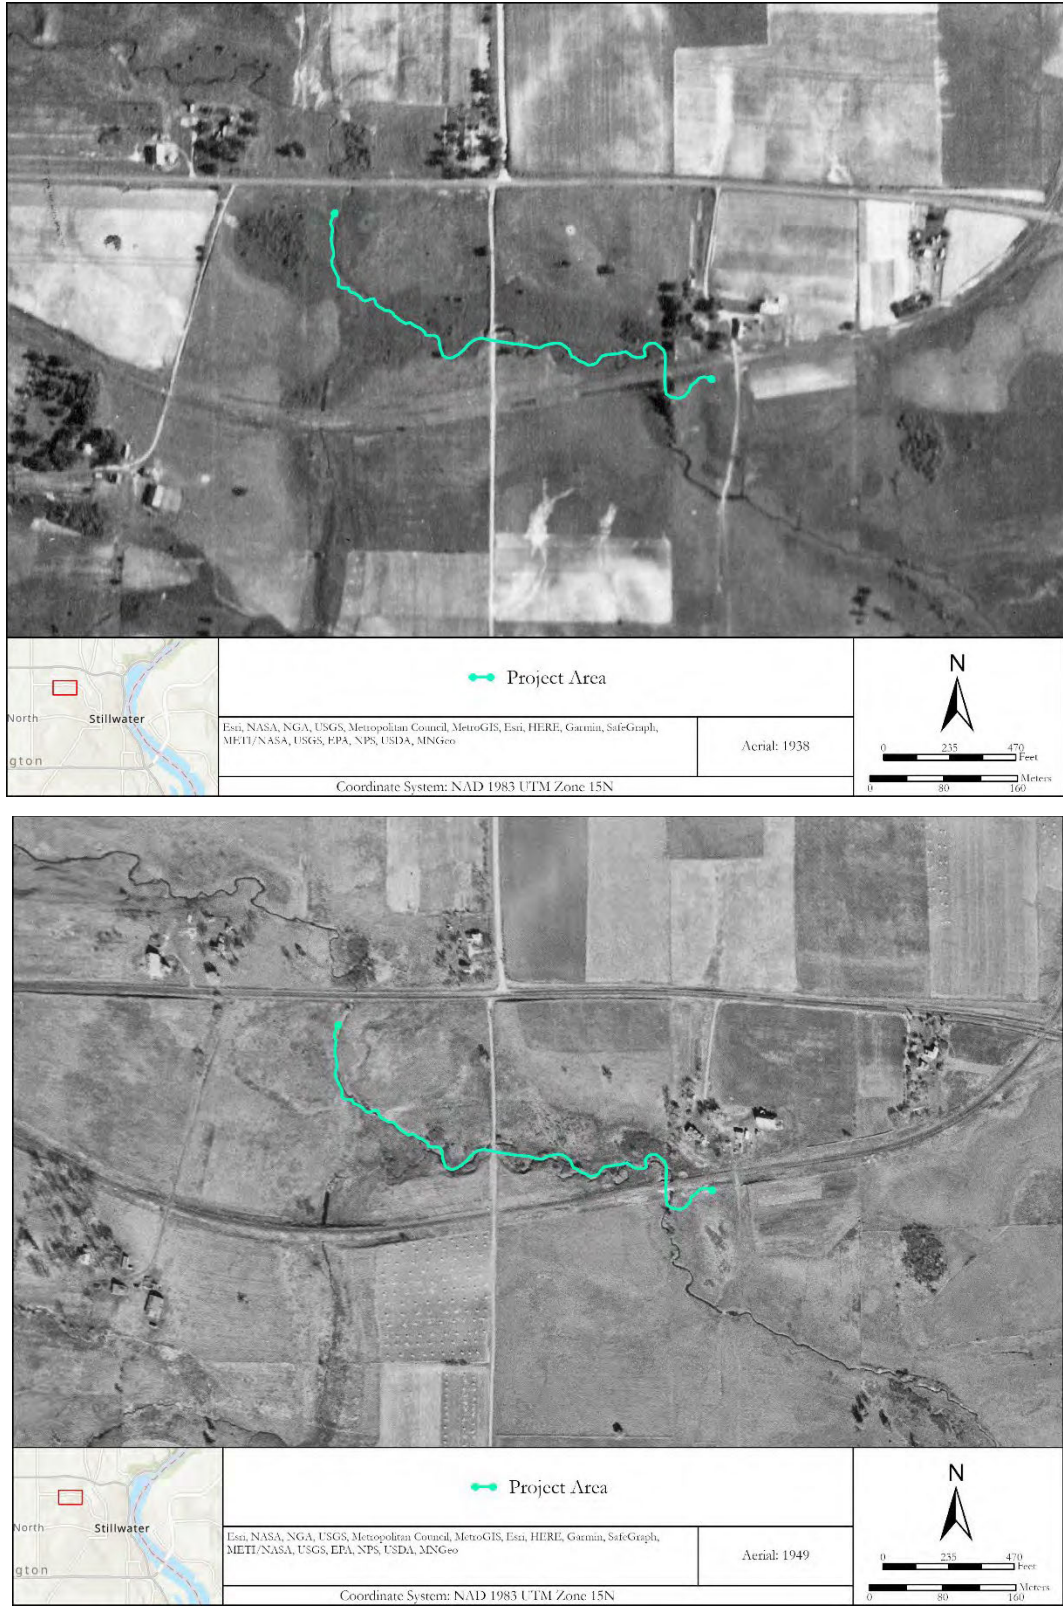 Project Area
North
Stillwater
gton
Esri, NASA, NGA, USGS, Metropolitan Council, MetroGIS, Esri, HERE, Garmin, SafeGraph,
METI/NASA, USGS, EPA, NPS, USDA, MNGeo
Aerial: 1938
Coordinate System: NAD 1983 UTM Zone 15N
N
0 235 470
Feet
Meters
0 80 160
Project Area
North
Stillwater
gton
Esri, NASA, NGA, USGS, Metropolitan Council, MetroGIS, Esri, HERE, Garmin, SafeGraph,
METI/NASA, USGS, EPA, NPS, USDA, MNGeo
Aerial: 1949
Coordinate System: NAD 1983 UTM Zone 15N
N
0 235 470
Feet
Meters
0 80 160